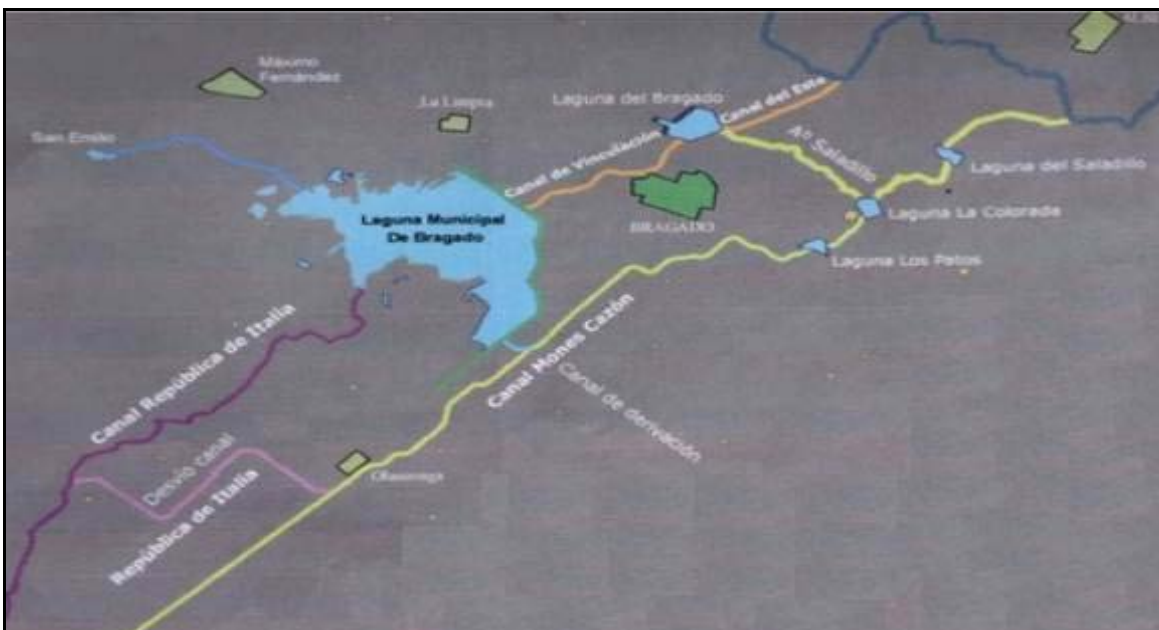 Máximo
Fernández
La Limpia
Laguna del Bragado
Canal del Este
San Emilio
Canal de Vinculación
Aº Saladillo
Laguna del Saladillo
Laguna Municipal
De Bragado
BRAGADO
Laguna La Colorada
Laguna Los Patos
Canal República de Italia
Canal Mones Cazón
Canal de derivación
Desvío canal
República de Italia
Olascoaga